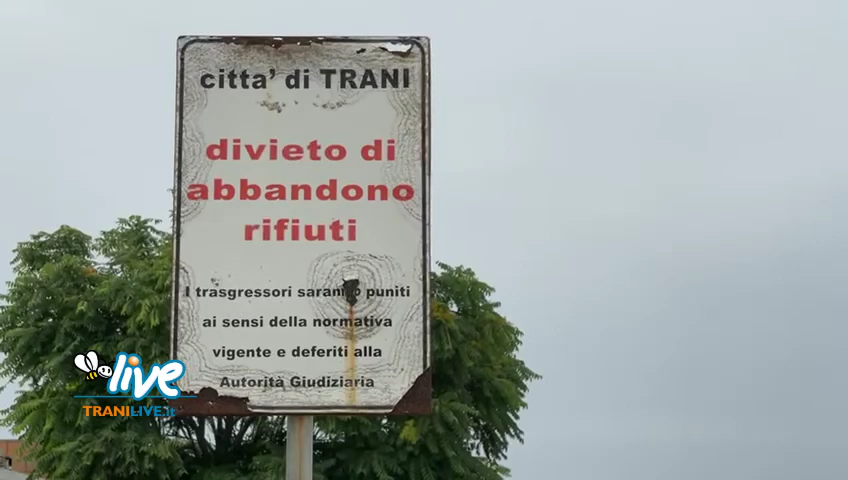 citta' di TRANI
divieto di
abbandono
rifiuti
I trasgressori saranno puniti
ai sensi della normativa
vigente e deferiti alla
Autorità Giudiziaria
live
TRANILIVE.it